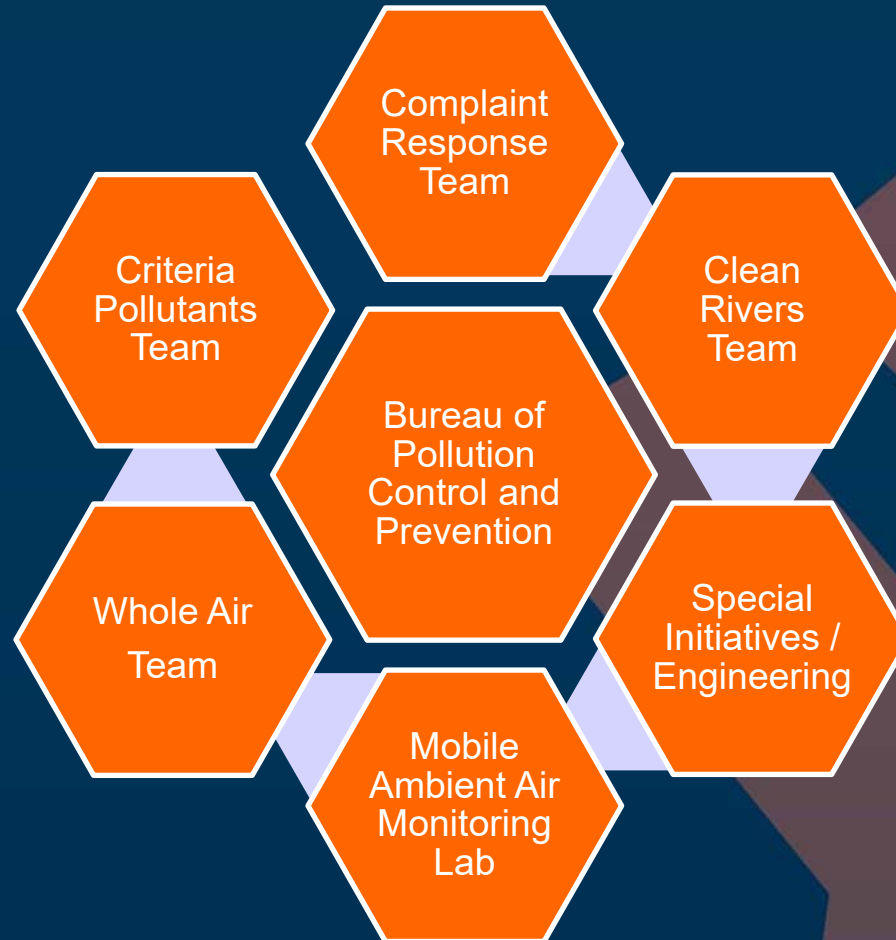 Complaint
Response
Team
Criteria
Pollutants
Team
Clean
Rivers
Team
Bureau of
Pollution
Control and
Prevention
Whole Air
Team
Special
Initiatives /
Engineering
Mobile
Ambient Air
Monitoring
Lab